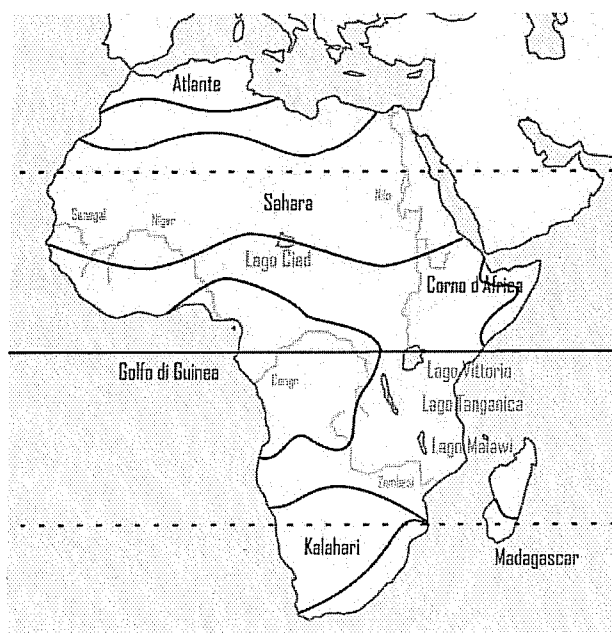 Atlante
Nilo
Sahara
Senegal
Niger
Lago Ciad
Corno d'Africa
Golfo di Guinea
Congo
Lago Vittorio
Lago Tanganica
Lago Malawi
Zambesi
Kalahari
Madagascar